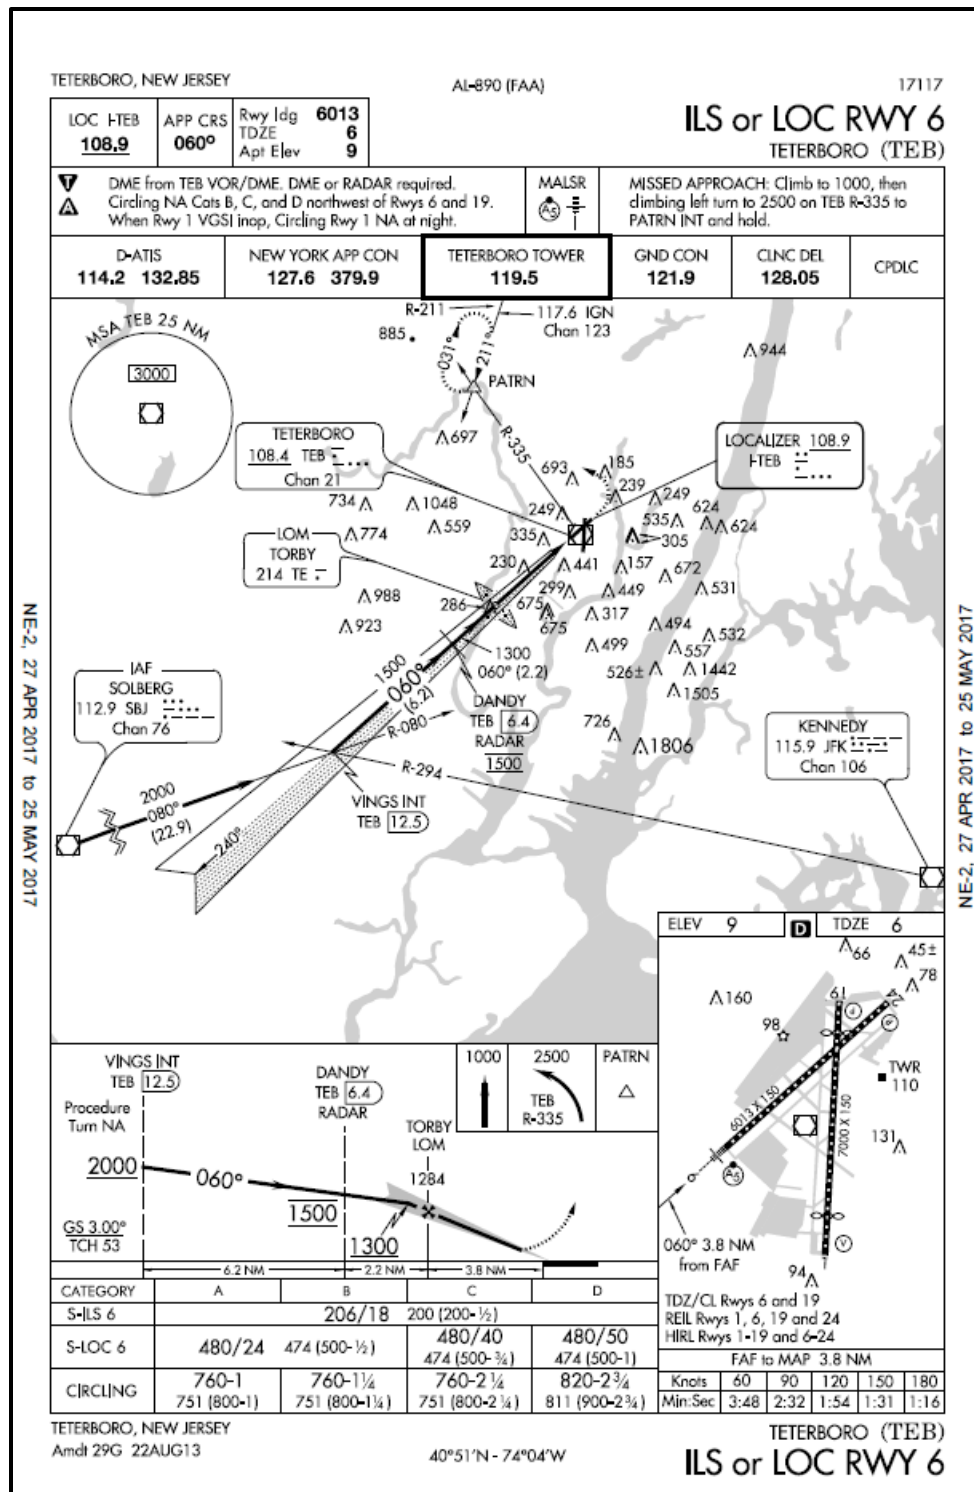 TETERBORO, NEW JERSEY
AL-890 (FAA)
17117
LOC I-TEB
108.9
APP CRS
060°
Rwy ldg 6013
TDZE 6
Apt Elev 9
ILS or LOC RWY 6
TETERBORO (TEB)
T
A
DME from TEB VOR/DME. DME or RADAR required.
Circling NA Cats B, C, and D northwest of Rwys 6 and 19.
When Rwy 1 VGSI inop, Circling Rwy 1 NA at night.
MALSR
A5
MISSED APPROACH: Climb to 1000, then
climbing left turn to 2500 on TEB R-335 to
PATRN INT and hold.
D-ATIS
114.2 132.85
NEW YORK APP CON
127.6 379.9
TETERBORO TOWER
119.5
GND CON
121.9
CLNC DEL
128.05
CPDLC
MSA TEB 25 NM
3000
R-211
117.6 IGN
Chan 123
885
031°
211°
PATRN
944
697
R-335
TETERBORO
108.4 TEB
Chan 21
LOCALIZER 108.9
I-TEB
693
185
239
249
624
734
1048
249
535
624
774
559
335
305
LOM
TORBY
214 TE
230
441
157
672
988
286
675
299
449
531
675
317
923
494
532
499
557
1500
1300
060° (2.2)
526±
1442
060°
(6.2)
1505
IAF
SOLBERG
112.9 SBJ
Chan 76
DANDY
TEB 6.4
RADAR
1500
R-080
726
1806
KENNEDY
115.9 JFK
Chan 106
R-294
2000
080°
(22.9)
VINGS INT
TEB 12.5
240°
NE-2, 27 APR 2017 to 25 MAY 2017
NE-2, 27 APR 2017 to 25 MAY 2017
ELEV 9
D
TDZE 6
66
45±
78
160
19
24
98
TWR
110
6013 X 150
7000 X 150
131
A5
V
1
060° 3.8 NM
from FAF
94
TDZ/CL Rwys 6 and 19
REIL Rwys 1, 6, 19 and 24
HIRL Rwys 1-19 and 6-24
FAF to MAP 3.8 NM
Knots 60 90 120 150 180
Min:Sec 3:48 2:32 1:54 1:31 1:16
VINGS INT
TEB 12.5
DANDY
TEB 6.4
RADAR
1000
2500
TEB
R-335
PATRN
Procedure
Turn NA
TORBY
LOM
2000
060°
1284
1500
1300
GS 3.00°
TCH 53
6.2 NM
2.2 NM
3.8 NM
CATEGORY A B C D
S-ILS 6 206/18 200 (200-½)
S-LOC 6 480/24 474 (500-½) 480/40 474 (500-¾) 480/50 474 (500-1)
CIRCLING 760-1 751 (800-1) 760-1¼ 751 (800-1¼) 760-2¼ 751 (800-2¼) 820-2¾ 811 (900-2¾)
TETERBORO, NEW JERSEY
Amdt 29G 22AUG13
40°51'N - 74°04'W
TETERBORO (TEB)
ILS or LOC RWY 6